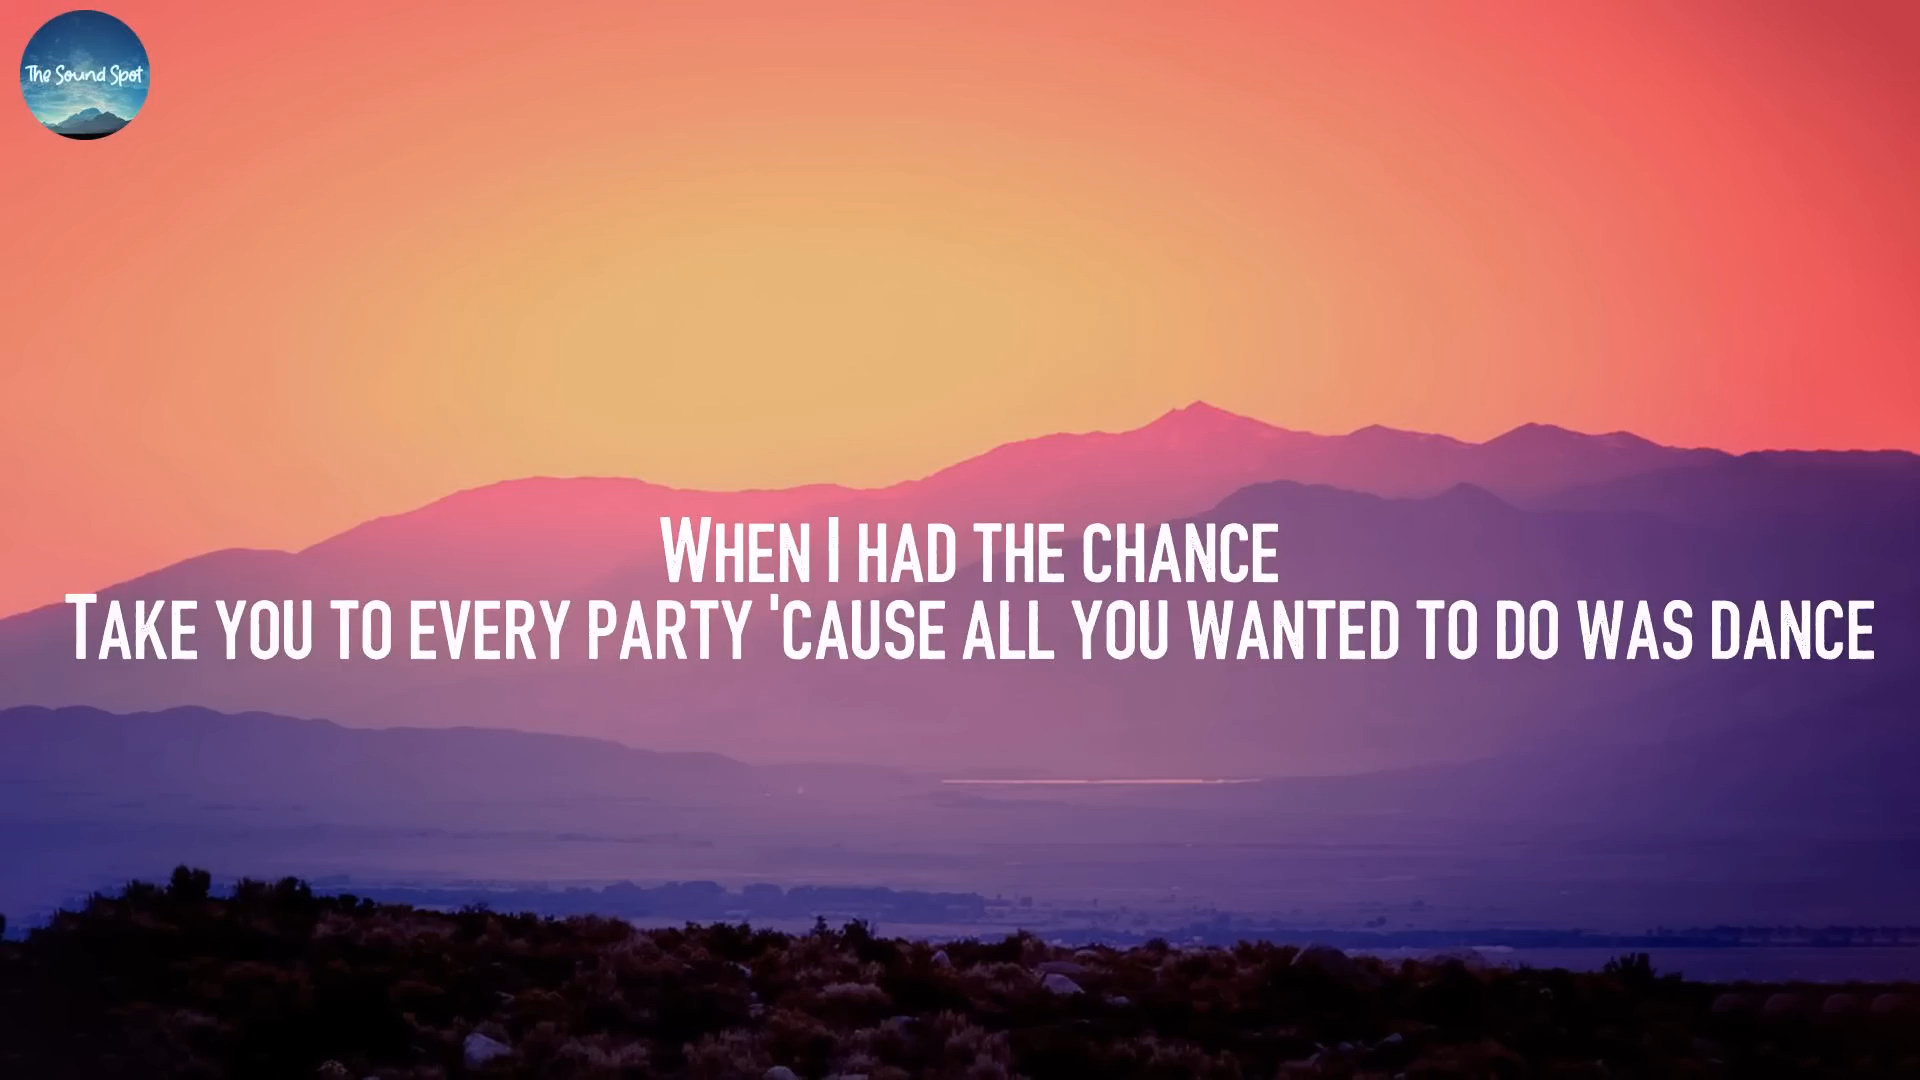 The Sound Spot
When I had the chance
Take you to every party 'cause all you wanted to do was dance